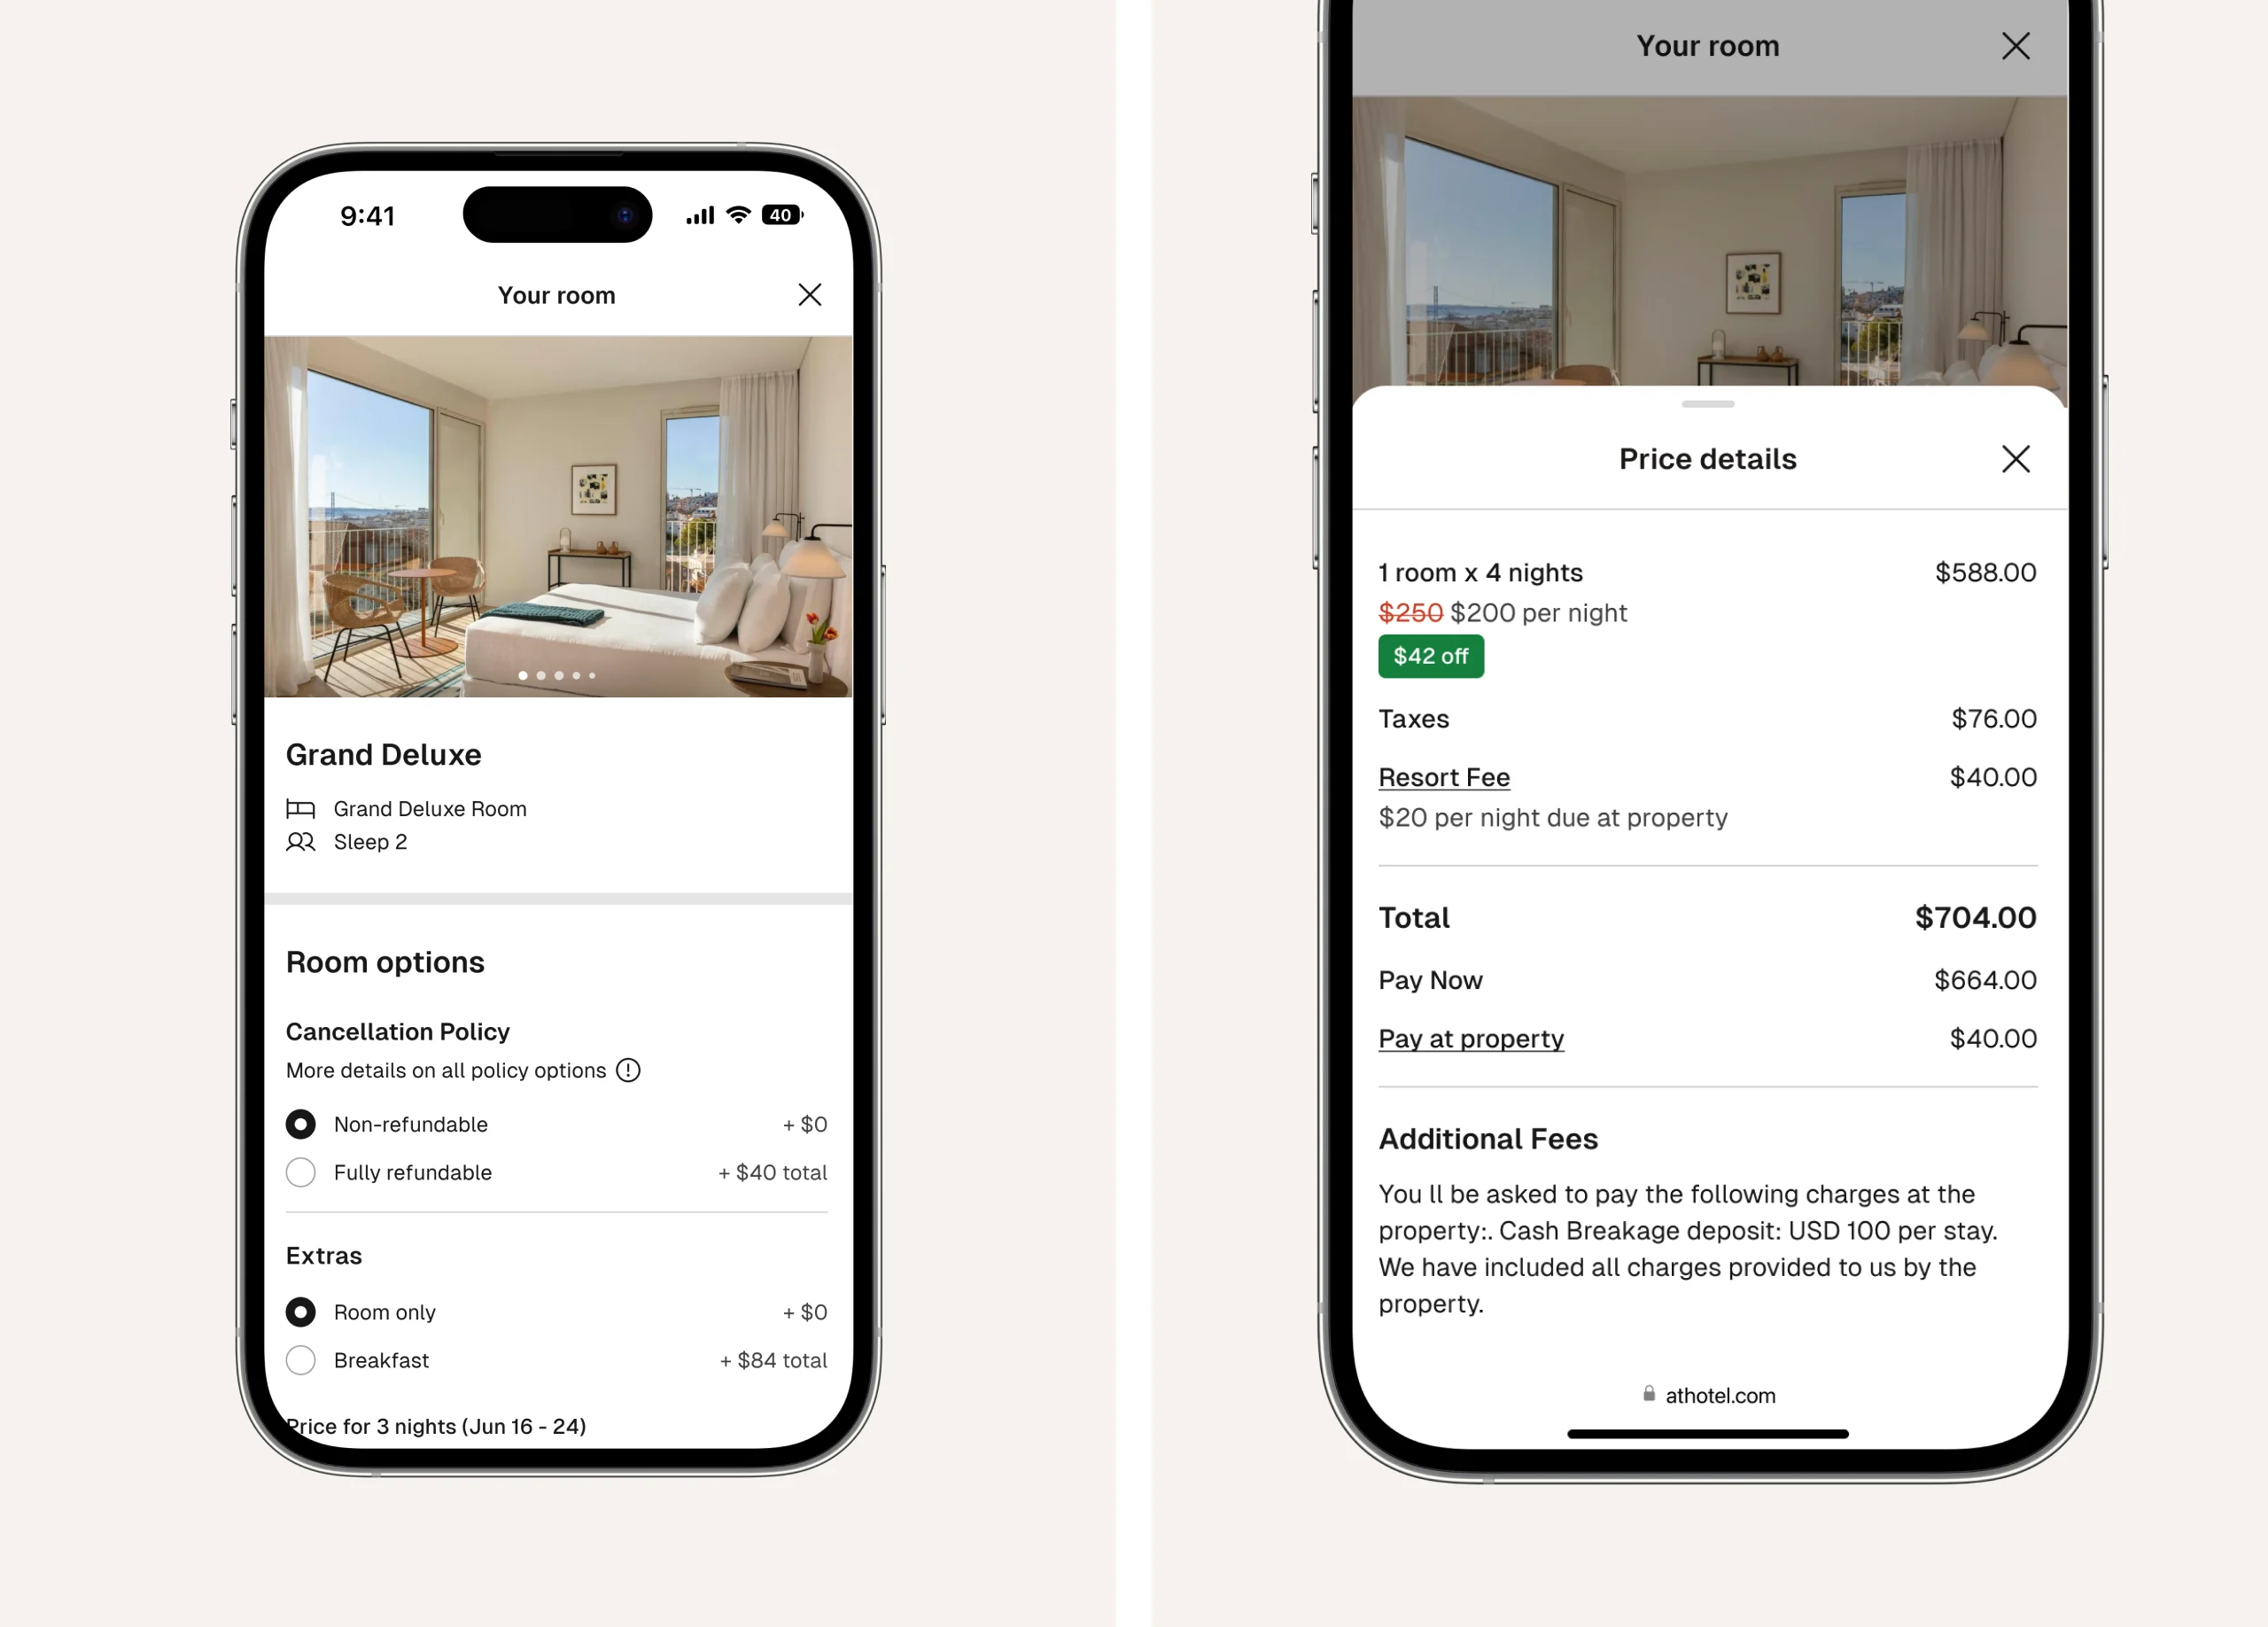 9:41
40
Your room
Grand Deluxe
Grand Deluxe Room
Sleep 2
Room options
Cancellation Policy
More details on all policy options
Non-refundable + $0
Fully refundable + $40 total
Extras
Room only + $0
Breakfast + $84 total
Price for 3 nights (Jun 16 - 24)
Your room
Price details
1 room x 4 nights $588.00
$250 $200 per night
$42 off
Taxes $76.00
Resort Fee $40.00
$20 per night due at property
Total $704.00
Pay Now $664.00
Pay at property $40.00
Additional Fees
You ll be asked to pay the following charges at the
property:. Cash Breakage deposit: USD 100 per stay.
We have included all charges provided to us by the
property.
athotel.com